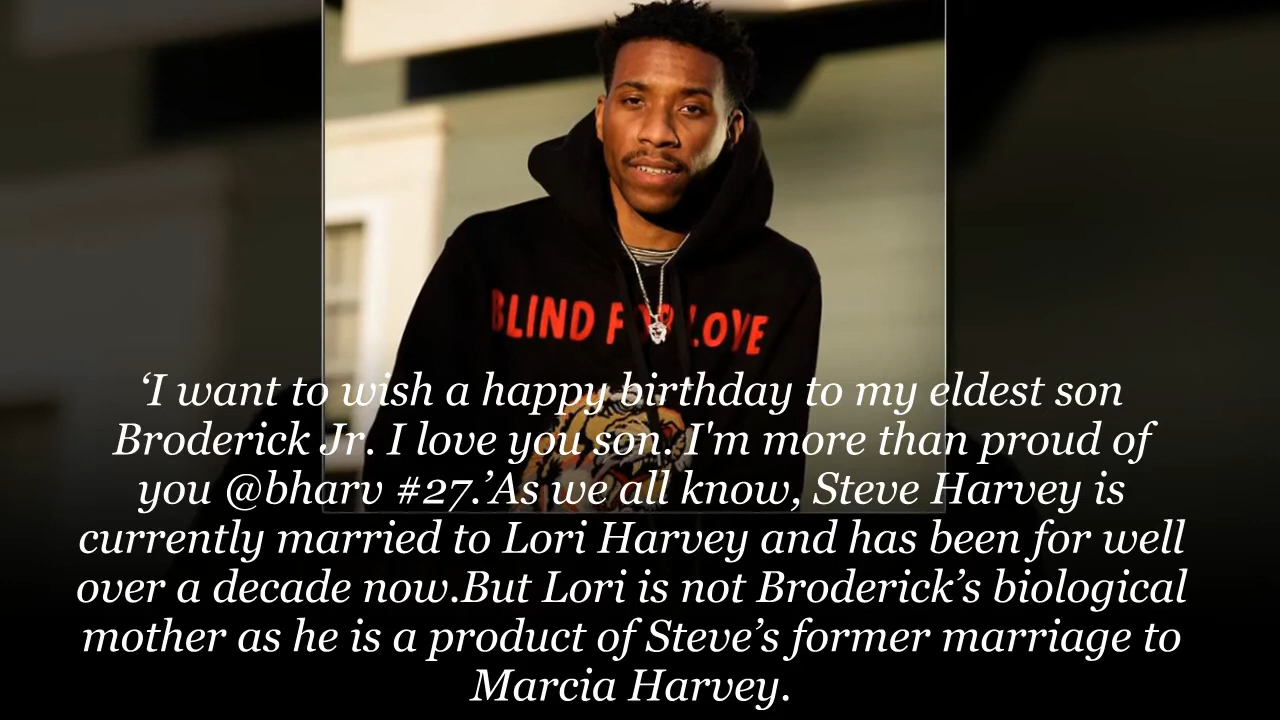 BLIND FOR LOVE
‘I want to wish a happy birthday to my eldest son
Broderick Jr. I love you son. I'm more than proud of
you @bharv #27.’As we all know, Steve Harvey is
currently married to Lori Harvey and has been for well
over a decade now.But Lori is not Broderick’s biological
mother as he is a product of Steve’s former marriage to
Marcia Harvey.